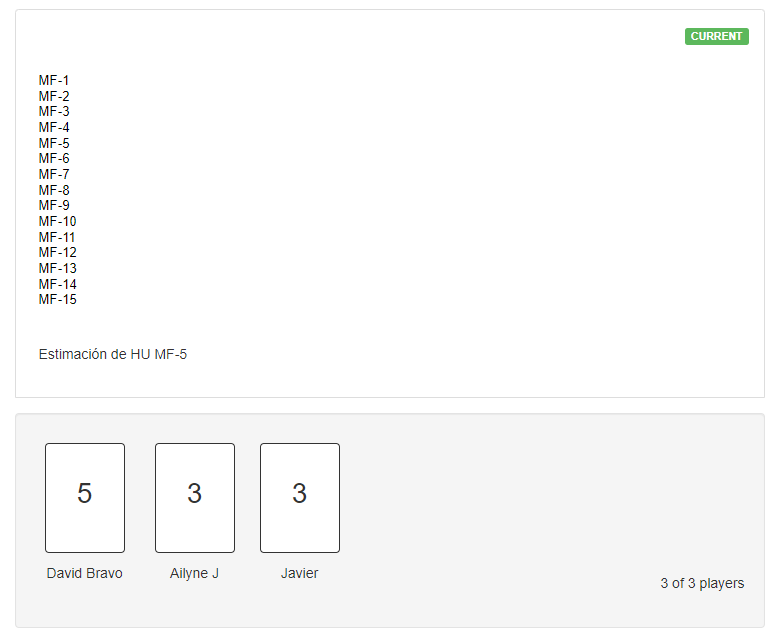 CURRENT
MF-1
MF-2
MF-3
MF-4
MF-5
MF-6
MF-7
MF-8
MF-9
MF-10
MF-11
MF-12
MF-13
MF-14
MF-15
Estimación de HU MF-5
5 3 3
David Bravo Ailyne J Javier
3 of 3 players